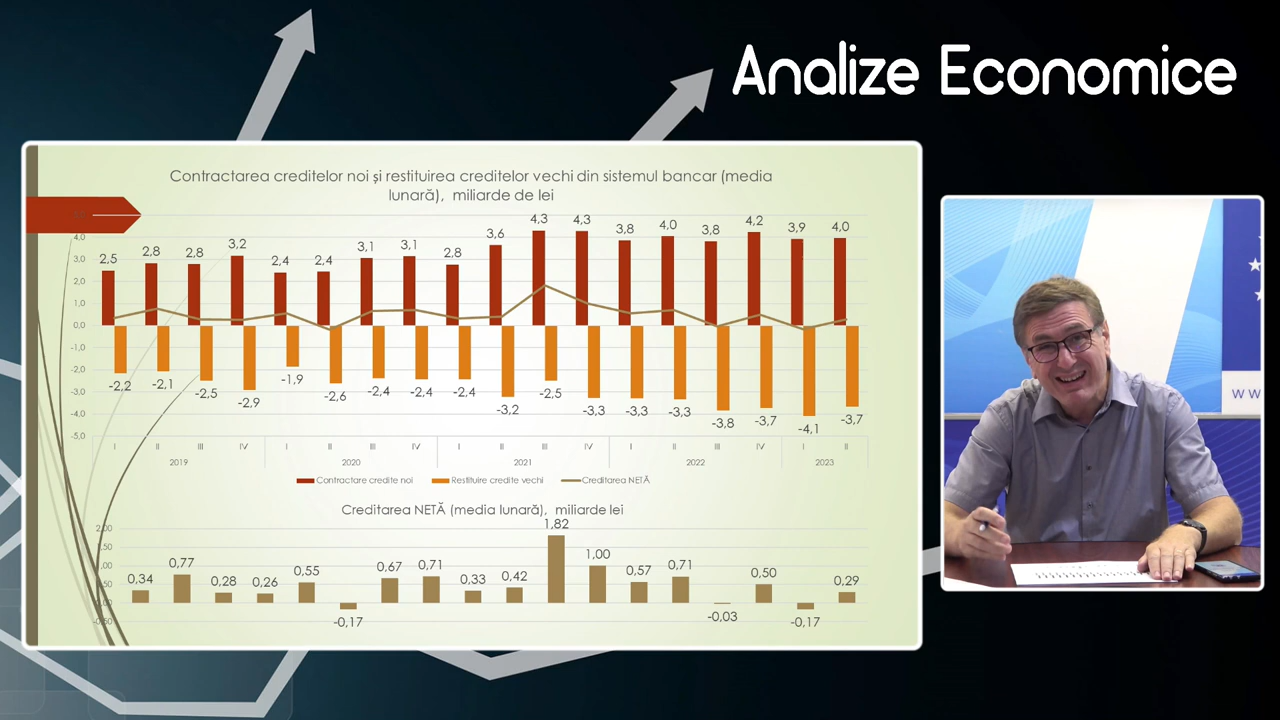 Analize Economice
Contractarea creditelor noi și restituirea creditelor vechi din sistemul bancar (media
lunară), miliarde de lei
4,0
3,0
2,0
1,0
0,0
-1,0
-2,0
-3,0
-4,0
-5,0
2,5 2,8 2,8 3,2 2,4 2,4 3,1 3,1 2,8 3,6 4,3 4,3 3,8 4,0 3,8 4,2 3,9 4,0
-2,2 -2,1 -2,5 -2,9 -1,9 -2,6 -2,4 -2,4 -2,4 -3,2 -2,5 -3,3 -3,3 -3,3 -3,8 -3,7 -4,1 -3,7
I II III IV I II III IV I II III IV I II III IV I II
2019 2020 2021 2022 2023
Contractare credite noi Restituire credite vechi Creditarea NETĂ
Creditarea NETĂ (media lunară), miliarde lei
2,00
0,34 0,77 0,28 0,26 0,55 -0,17 0,67 0,71 0,33 0,42 1,82 1,00 0,57 0,71 -0,03 0,50 -0,17 0,29
WW